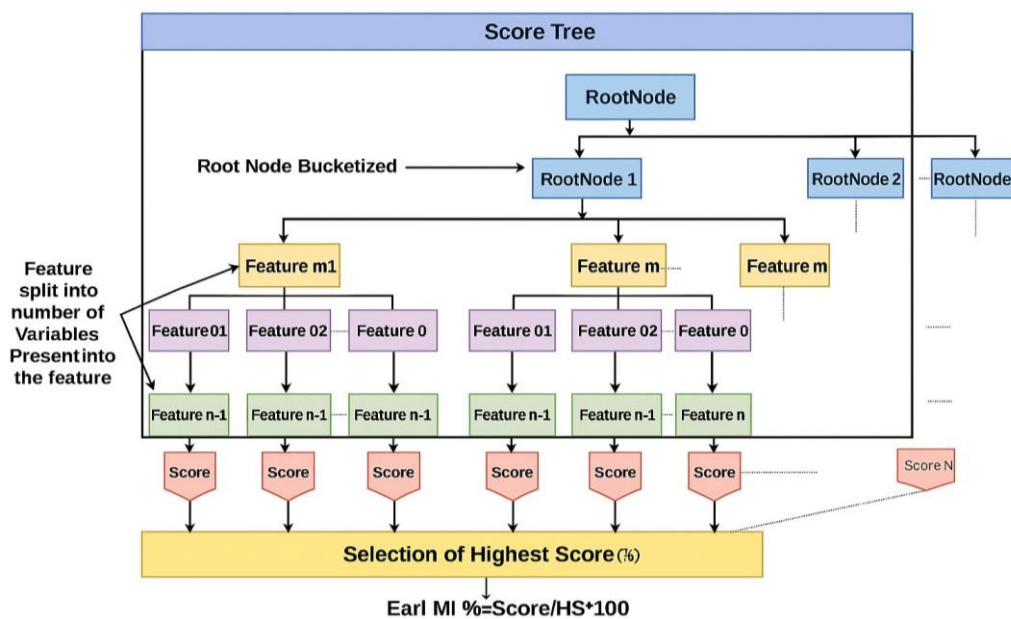 Score Tree
RootNode
Root Node Bucketized
RootNode 1
RootNode 2
RootNode
Feature
split into
number of
Variables
Present into
the feature
Feature m1
Feature m
Feature m
Feature 01
Feature 02
Feature 0
Feature 01
Feature 02
Feature 0
Feature n-1
Feature n-1
Feature n-1
Feature n-1
Feature n-1
Feature n
Score
Score
Score
Score
Score
Score
Score N
Selection of Highest Score(%)
Earl MI %=Score/HS*100